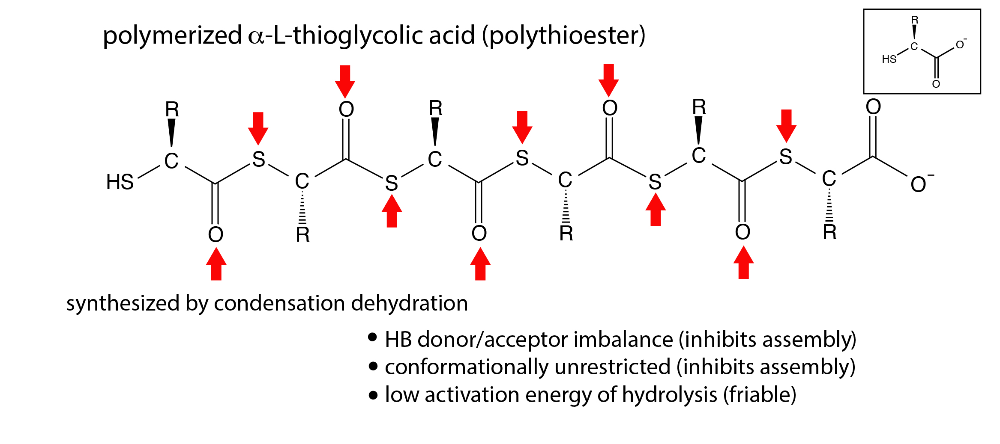 polymerized α-L-thioglycolic acid (polythioester)
R
C
HS
O⁻
O
O O O
R R R
C S C S C S
HS C S C S C O⁻
O R O R O R
synthesized by condensation dehydration
• HB donor/acceptor imbalance (inhibits assembly)
• conformationally unrestricted (inhibits assembly)
• low activation energy of hydrolysis (friable)